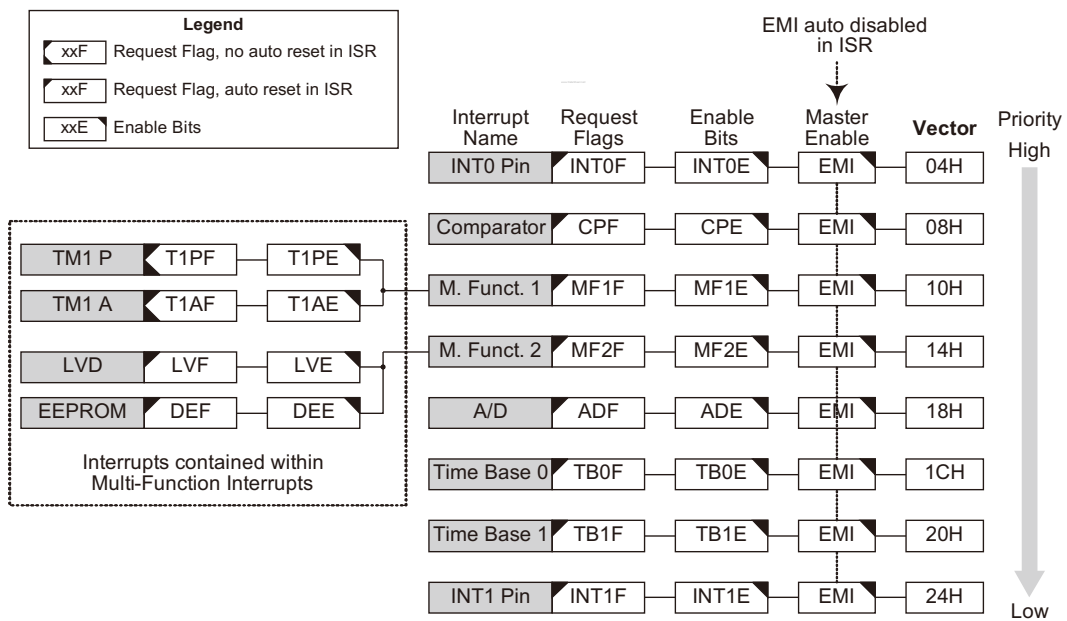 Legend
xxF Request Flag, no auto reset in ISR
xxF Request Flag, auto reset in ISR
xxE Enable Bits
EMI auto disabled
in ISR
Interrupt
Name
Request
Flags
Enable
Bits
Master
Enable
Vector
Priority
High
INT0 Pin INT0F INT0E EMI 04H
Comparator CPF CPE EMI 08H
TM1 P T1PF T1PE
TM1 A T1AF T1AE
M. Funct. 1 MF1F MF1E EMI 10H
LVD LVF LVE
EEPROM DEF DEE
M. Funct. 2 MF2F MF2E EMI 14H
Interrupts contained within
Multi-Function Interrupts
A/D ADF ADE EMI 18H
Time Base 0 TB0F TB0E EMI 1CH
Time Base 1 TB1F TB1E EMI 20H
INT1 Pin INT1F INT1E EMI 24H
Low